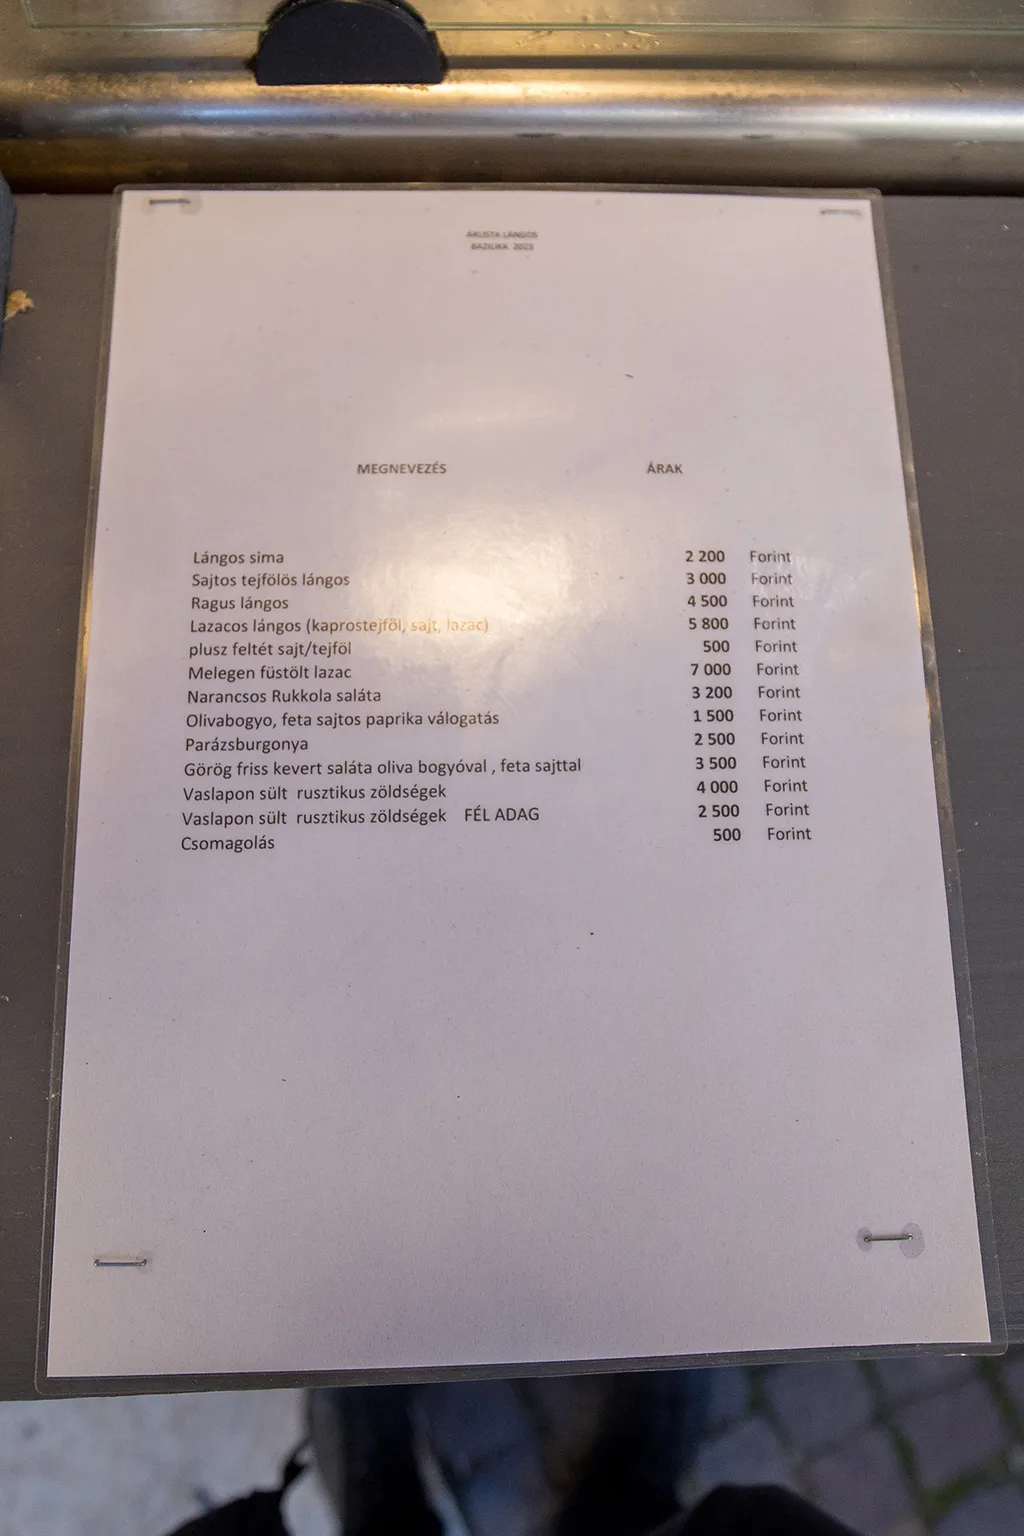 ÁRLISTA LÁNGOS
BAZILIKA 2023
MEGNEVEZÉS ÁRAK
Lángos sima 2 200 Forint
Sajtos tejfölös lángos 3 000 Forint
Ragus lángos 4 500 Forint
Lazacos lángos (kaprostejföl, sajt, lazac) 5 800 Forint
plusz feltét sajt/tejföl 500 Forint
Melegen füstölt lazac 7 000 Forint
Narancsos Rukkola saláta 3 200 Forint
Olivabogyo, feta sajtos paprika válogatás 1 500 Forint
Parázsburgonya 2 500 Forint
Görög friss kevert saláta oliva bogyóval , feta sajttal 3 500 Forint
Vaslapon sült rusztikus zöldségek 4 000 Forint
Vaslapon sült rusztikus zöldségek FÉL ADAG 2 500 Forint
Csomagolás 500 Forint